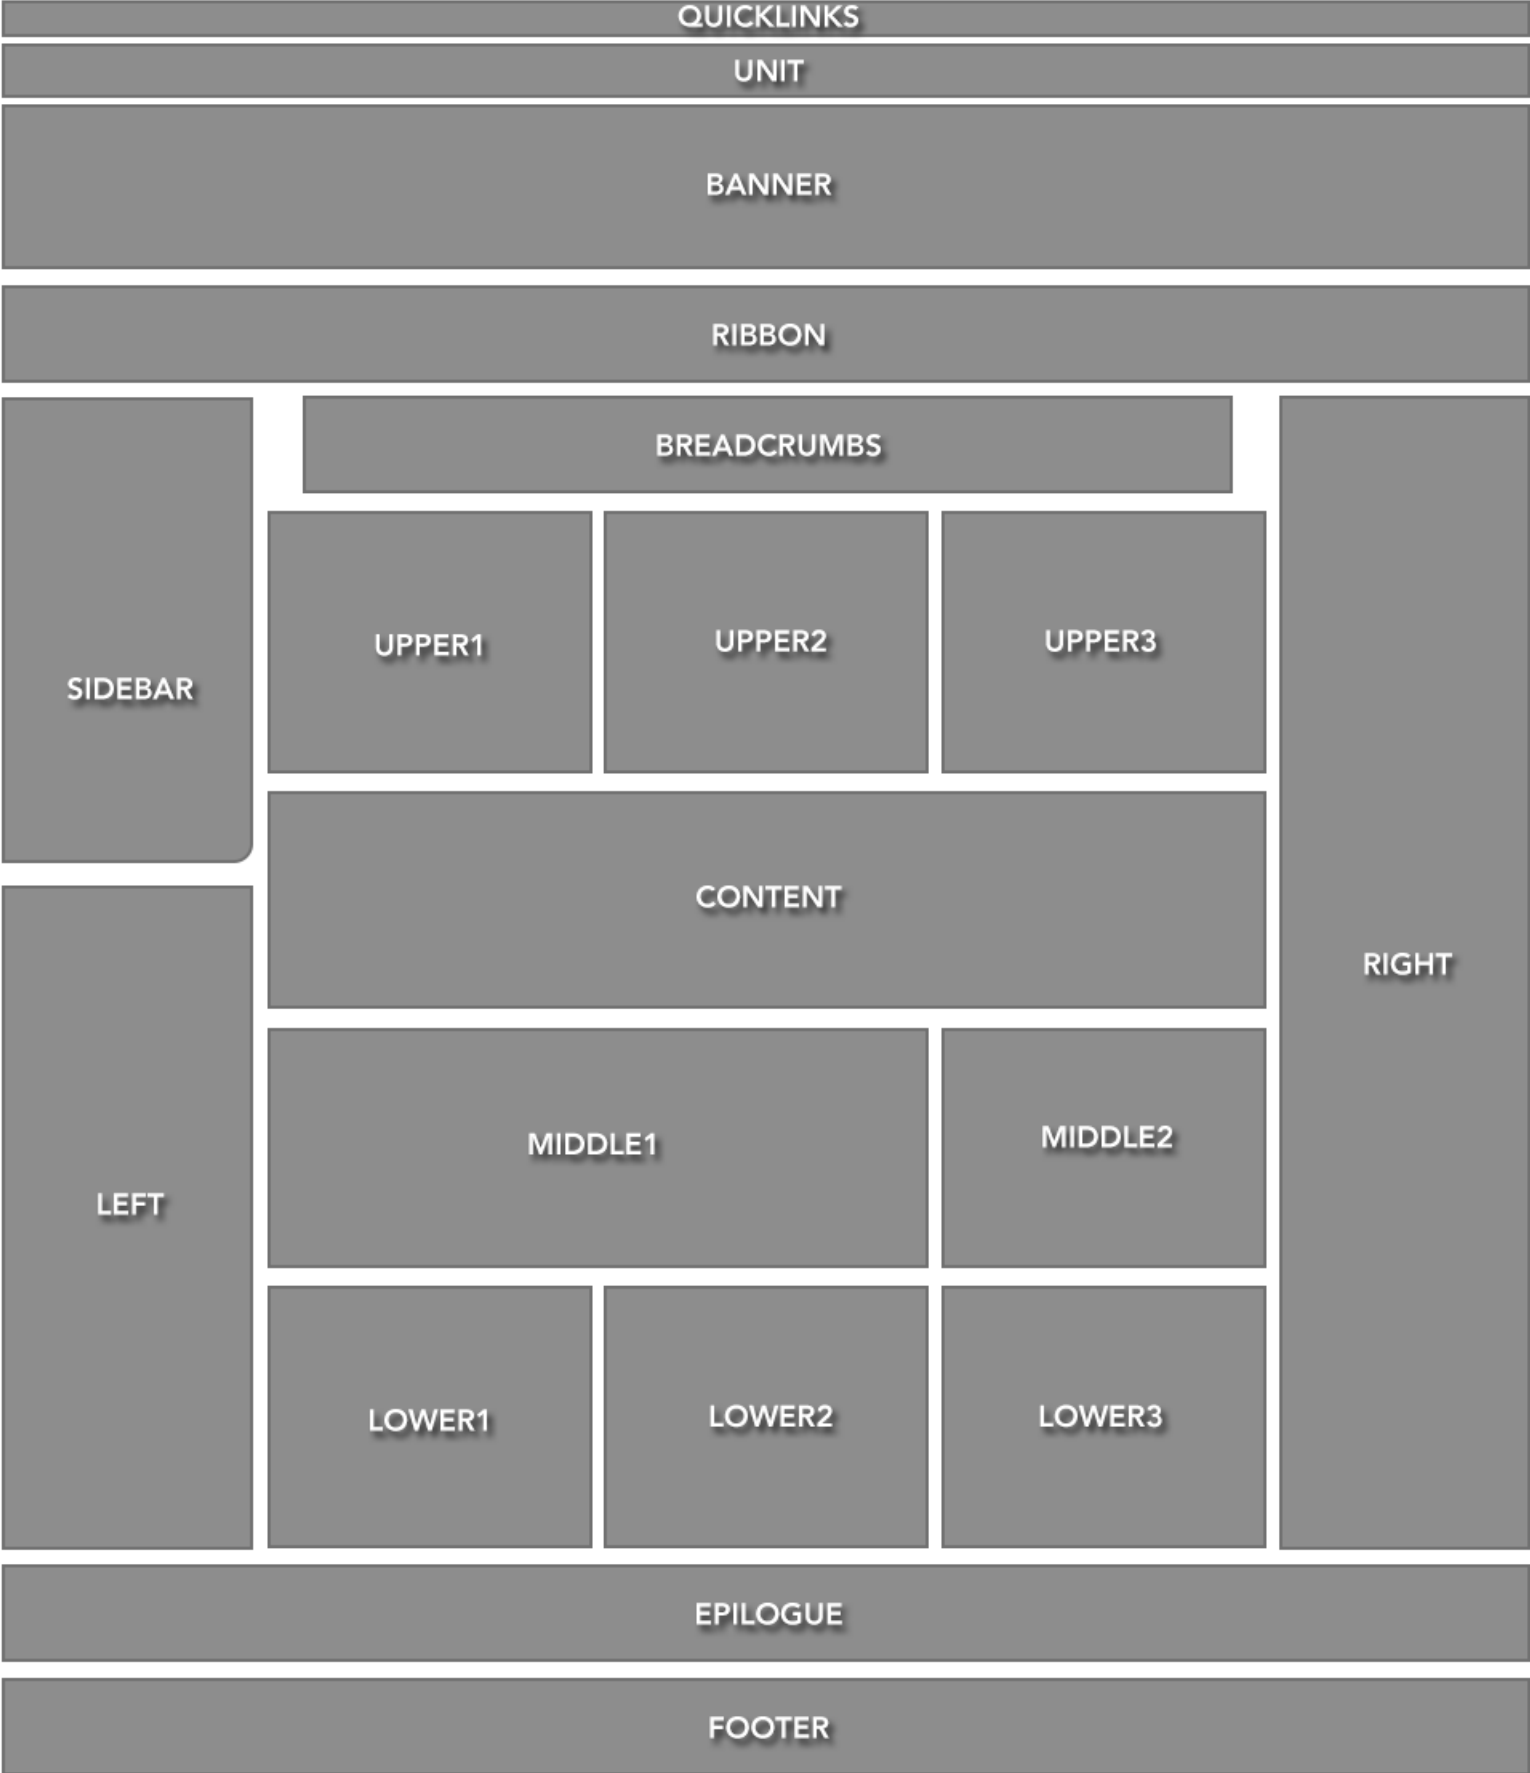 QUICKLINKS
UNIT
BANNER
RIBBON
BREADCRUMBS
SIDEBAR
UPPER1
UPPER2
UPPER3
CONTENT
RIGHT
LEFT
MIDDLE1
MIDDLE2
LOWER1
LOWER2
LOWER3
EPILOGUE
FOOTER